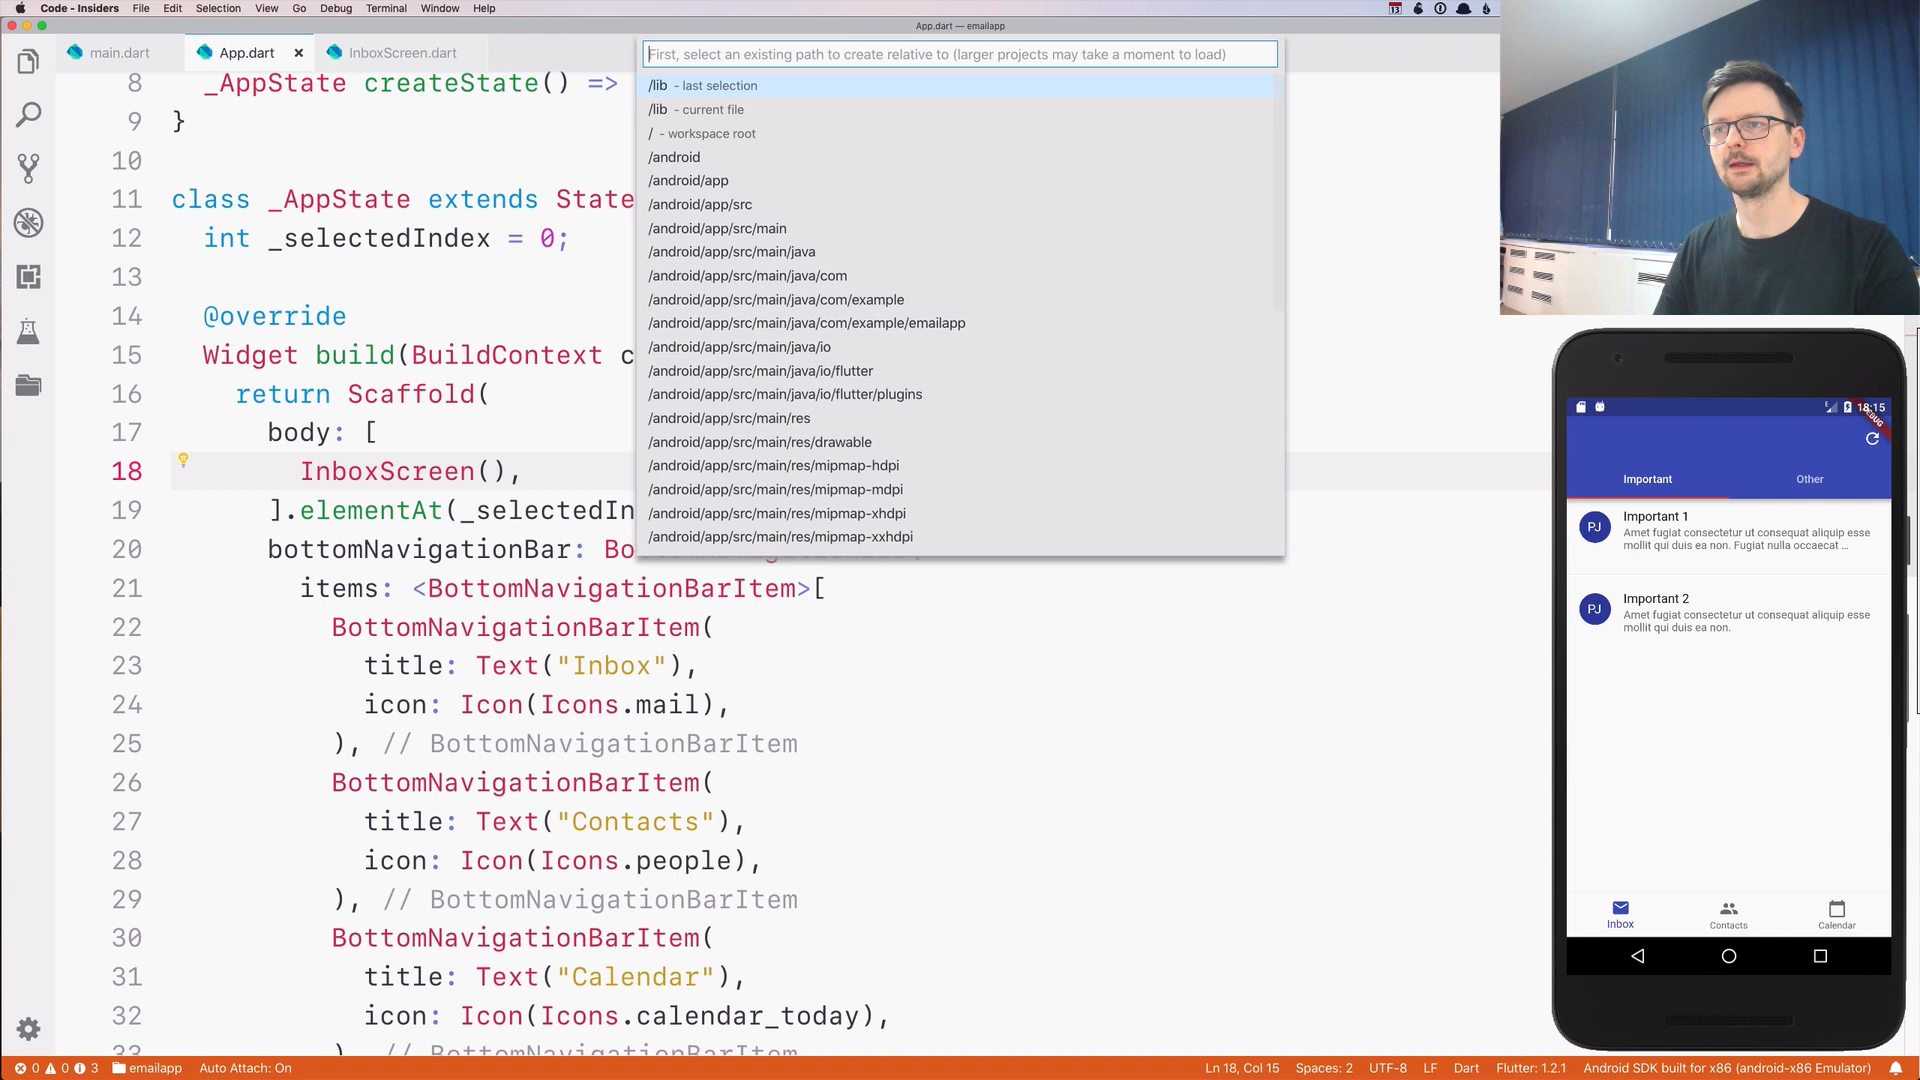 Code - Insiders File Edit Selection View Go Debug Terminal Window Help
13
App.dart — emailapp
main.dart
App.dart ×
InboxScreen.dart
First, select an existing path to create relative to (larger projects may take a moment to load)
/lib - last selection
/lib - current file
/ - workspace root
/android
/android/app
/android/app/src
/android/app/src/main
/android/app/src/main/java
/android/app/src/main/java/com
/android/app/src/main/java/com/example
/android/app/src/main/java/com/example/emailapp
/android/app/src/main/java/io
/android/app/src/main/java/io/flutter
/android/app/src/main/java/io/flutter/plugins
/android/app/src/main/res
/android/app/src/main/res/drawable
/android/app/src/main/res/mipmap-hdpi
/android/app/src/main/res/mipmap-mdpi
/android/app/src/main/res/mipmap-xhdpi
/android/app/src/main/res/mipmap-xxhdpi
8 _AppState createState() =>
9 }
10
11 class _AppState extends State
12 int _selectedIndex = 0;
13
14 @override
15 Widget build(BuildContext c
16 return Scaffold(
17 body: [
18 InboxScreen(),
19 ].elementAt(_selectedIn
20 bottomNavigationBar: Bo
21 items: <BottomNavigationBarItem>[
22 BottomNavigationBarItem(
23 title: Text("Inbox"),
24 icon: Icon(Icons.mail),
25 ), // BottomNavigationBarItem
26 BottomNavigationBarItem(
27 title: Text("Contacts"),
28 icon: Icon(Icons.people),
29 ), // BottomNavigationBarItem
30 BottomNavigationBarItem(
31 title: Text("Calendar"),
32 icon: Icon(Icons.calendar_today),
33 ), // BottomNavigationBarItem
18:15
DEBUG
Important Other
PJ
Important 1
Amet fugiat consectetur ut consequat aliquip esse
mollit qui duis ea non. Fugiat nulla occaecat ...
PJ
Important 2
Amet fugiat consectetur ut consequat aliquip esse
mollit qui duis ea non.
Inbox Contacts Calendar
0 0 3 emailapp Auto Attach: On Ln 18, Col 15 Spaces: 2 UTF-8 LF Dart Flutter: 1.2.1 Android SDK built for x86 (android-x86 Emulator)